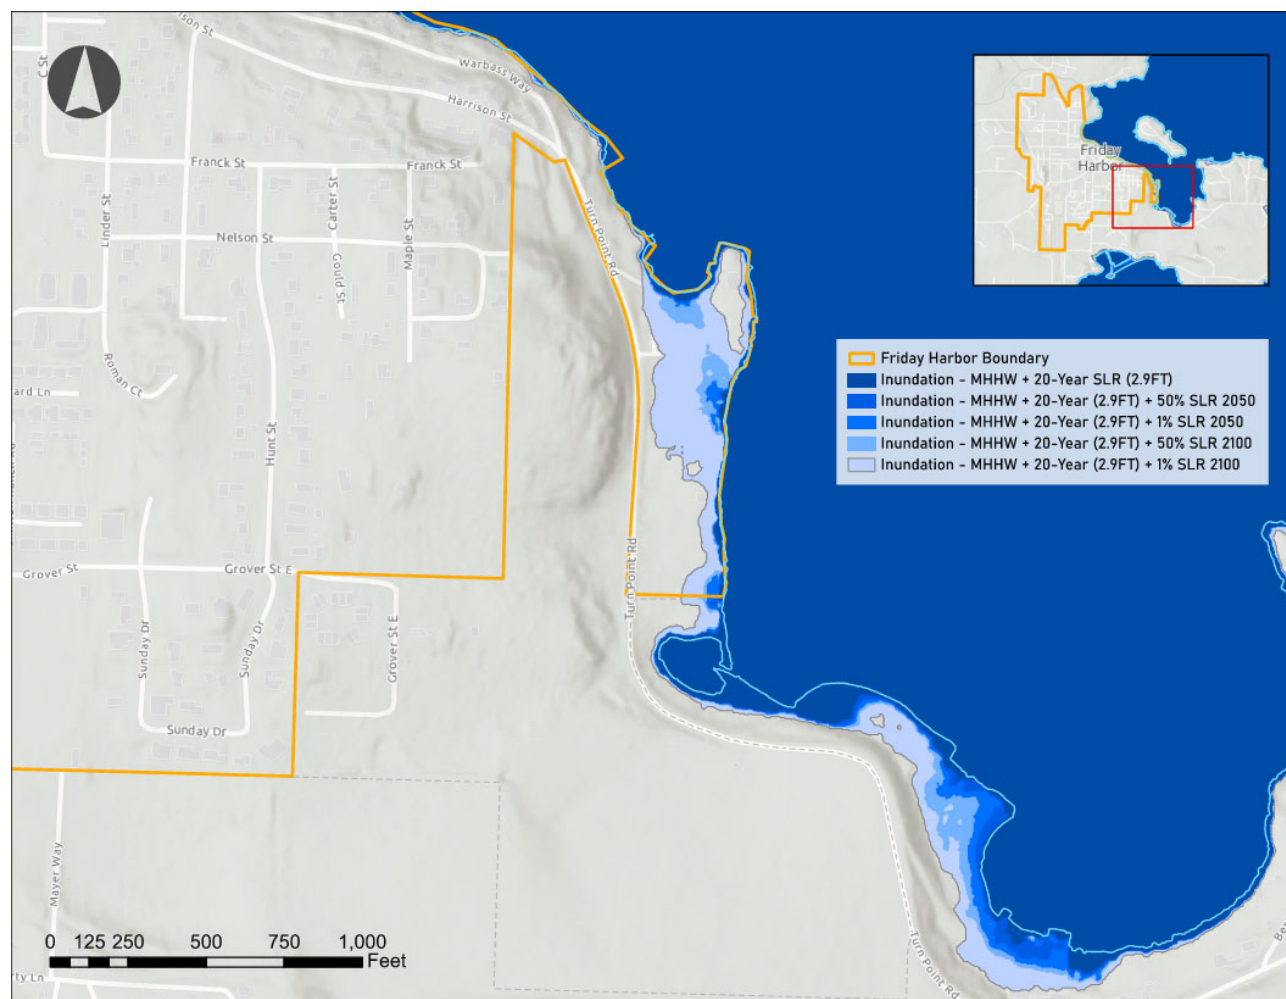 C St
Warbass Way
Harrison St
Franck St
Franck St
Linder St
Carter St
Maple St
Nelson St
Gould St
Turn Point Rd
Roman Ct
Hunt St
Friday
Harbor
Friday Harbor Boundary
Inundation - MHHW + 20-Year SLR (2.9FT)
Inundation - MHHW + 20-Year (2.9FT) + 50% SLR 2050
Inundation - MHHW + 20-Year (2.9FT) + 1% SLR 2050
Inundation - MHHW + 20-Year (2.9FT) + 50% SLR 2100
Inundation - MHHW + 20-Year (2.9FT) + 1% SLR 2100
ard Ln
Grover St
Grover St E
Turn Point Rd
Sunday Dr
Sunday Dr
Grover St E
Sunday Dr
Mayer Way
0 125 250 500 750 1,000
Feet
Turn Point Rd
rty Ln